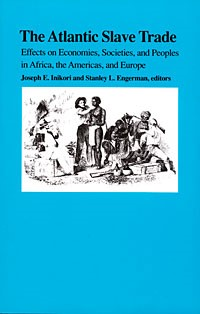 The Atlantic Slave Trade
Effects on Economies, Societies, and Peoples
in Africa, the Americas, and Europe
Joseph E. Inikori and Stanley L. Engerman, editors